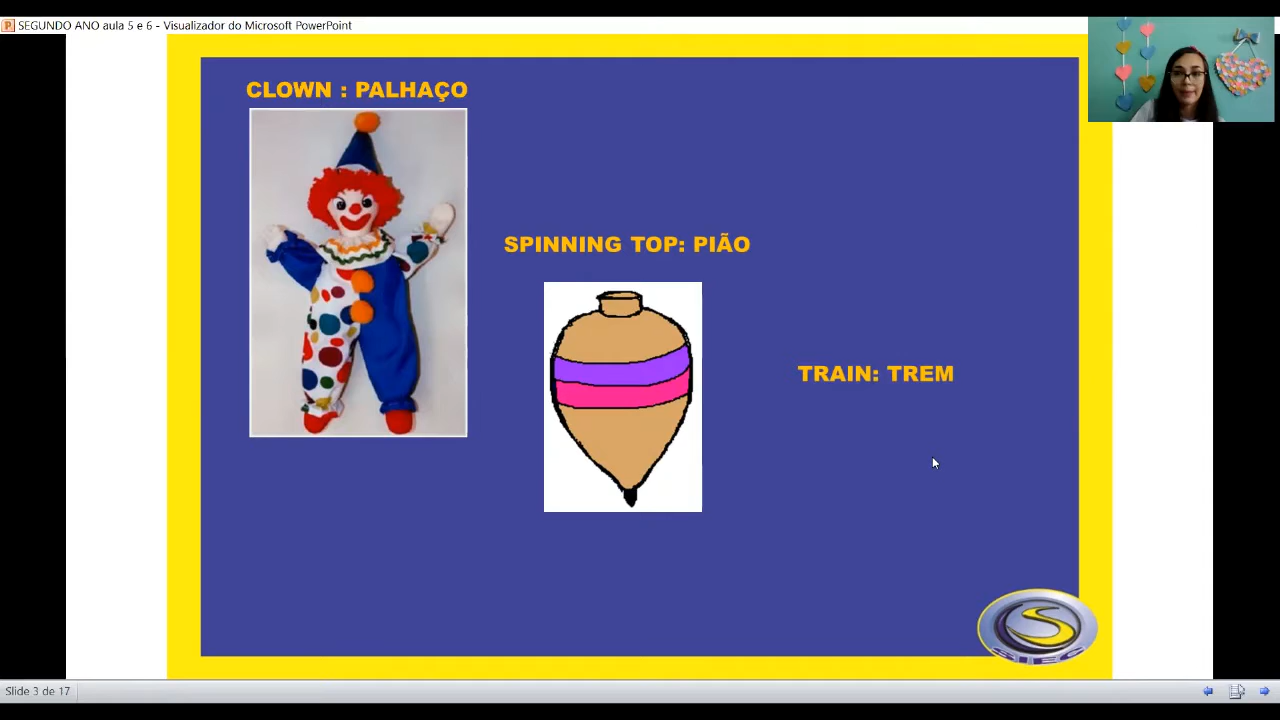 SEGUNDO ANO aula 5 e 6 - Visualizador do Microsoft PowerPoint
CLOWN : PALHAÇO
SPINNING TOP: PIÃO
TRAIN: TREM
S
Slide 3 de 17